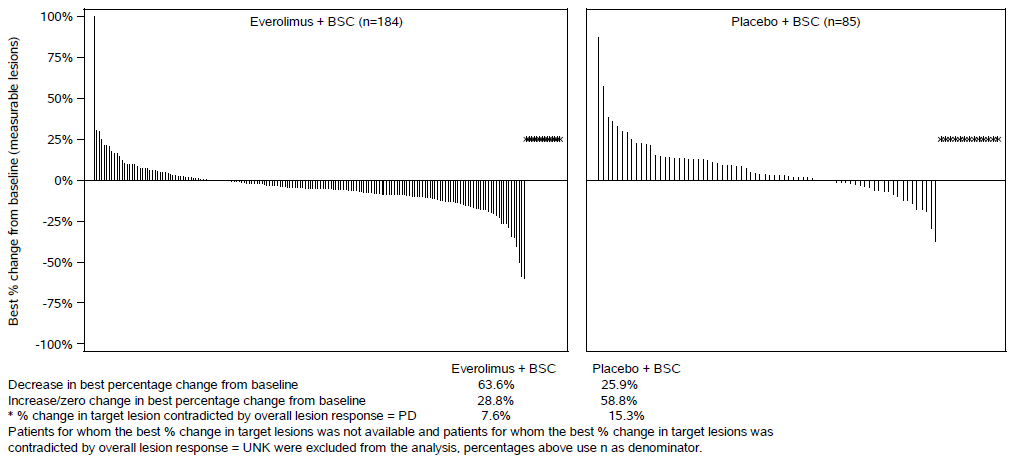 Everolimus + BSC (n=184)
Placebo + BSC (n=85)
Best % change from baseline (measurable lesions)
100%
75%
50%
25%
0%
-25%
-50%
-75%
-100%
Everolimus + BSC Placebo + BSC
Decrease in best percentage change from baseline 63.6% 25.9%
Increase/zero change in best percentage change from baseline 28.8% 58.8%
* % change in target lesion contradicted by overall lesion response = PD 7.6% 15.3%
Patients for whom the best % change in target lesions was not available and patients for whom the best % change in target lesions was
contradicted by overall lesion response = UNK were excluded from the analysis, percentages above use n as denominator.